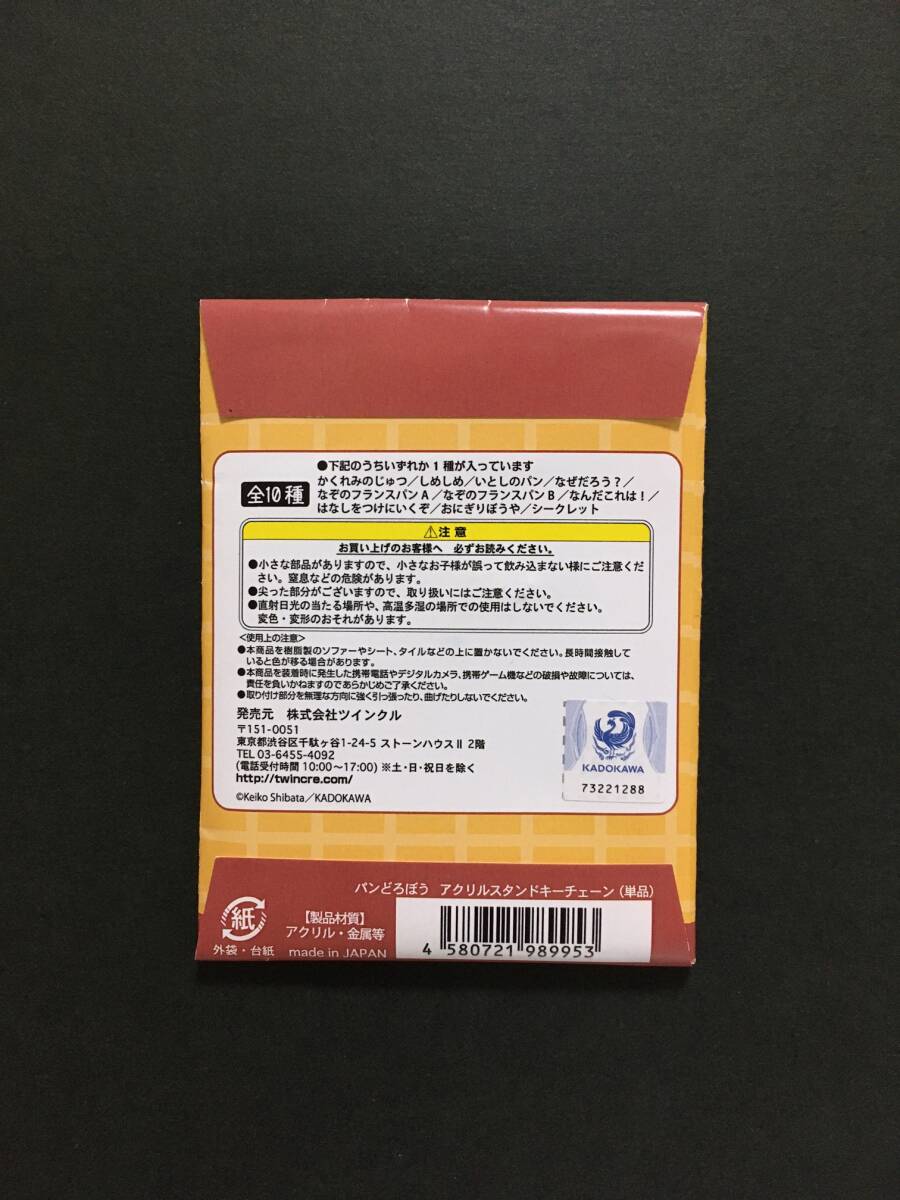 全10種
●下記のうちいずれか1種が入っています
かくれみのじゅつ/しめしめ/いとしのパン/なぜだろう?/
なぞのフランスパンA/なぞのフランスパンB/なんだこれは!/
はなしをつけにいくぞ/おにぎりぼうや/シークレット
⚠注意
お買い上げのお客様へ 必ずお読みください。
●小さな部品がありますので、小さなお子様が誤って飲み込まない様にご注意くだ
さい。窒息などの危険があります。
●尖った部分がございますので、取り扱いにはご注意ください。
●直射日光の当たる場所や、高温多湿の場所での使用はしないでください。
変色・変形のおそれがあります。
<使用上の注意>
●本商品を樹脂製のソファーやシート、タイルなどの上に置かないでください。長時間接触して
いると色が移る場合があります。
●本商品を装着時に発生した携帯電話やデジタルカメラ、携帯ゲーム機などの破損や故障については、
責任を負いかねますのであらかじめご了承ください。
●取り付け部分を無理な方向に強く引っ張ったり、曲げたりしないでください。
発売元 株式会社ツインクル
〒151-0051
東京都渋谷区千駄ヶ谷1-24-5 ストーンハウスⅡ 2階
TEL.03-6455-4092
(電話受付時間 10:00~17:00) ※土・日・祝日を除く
http://twincre.com/
©Keiko Shibata/KADOKAWA
KADOKAWA
73221288
パンどろぼう アクリルスタンドキーチェーン(単品)
紙
外袋・台紙
【製品材質】
アクリル・金属等
made in JAPAN
4 580721 989953